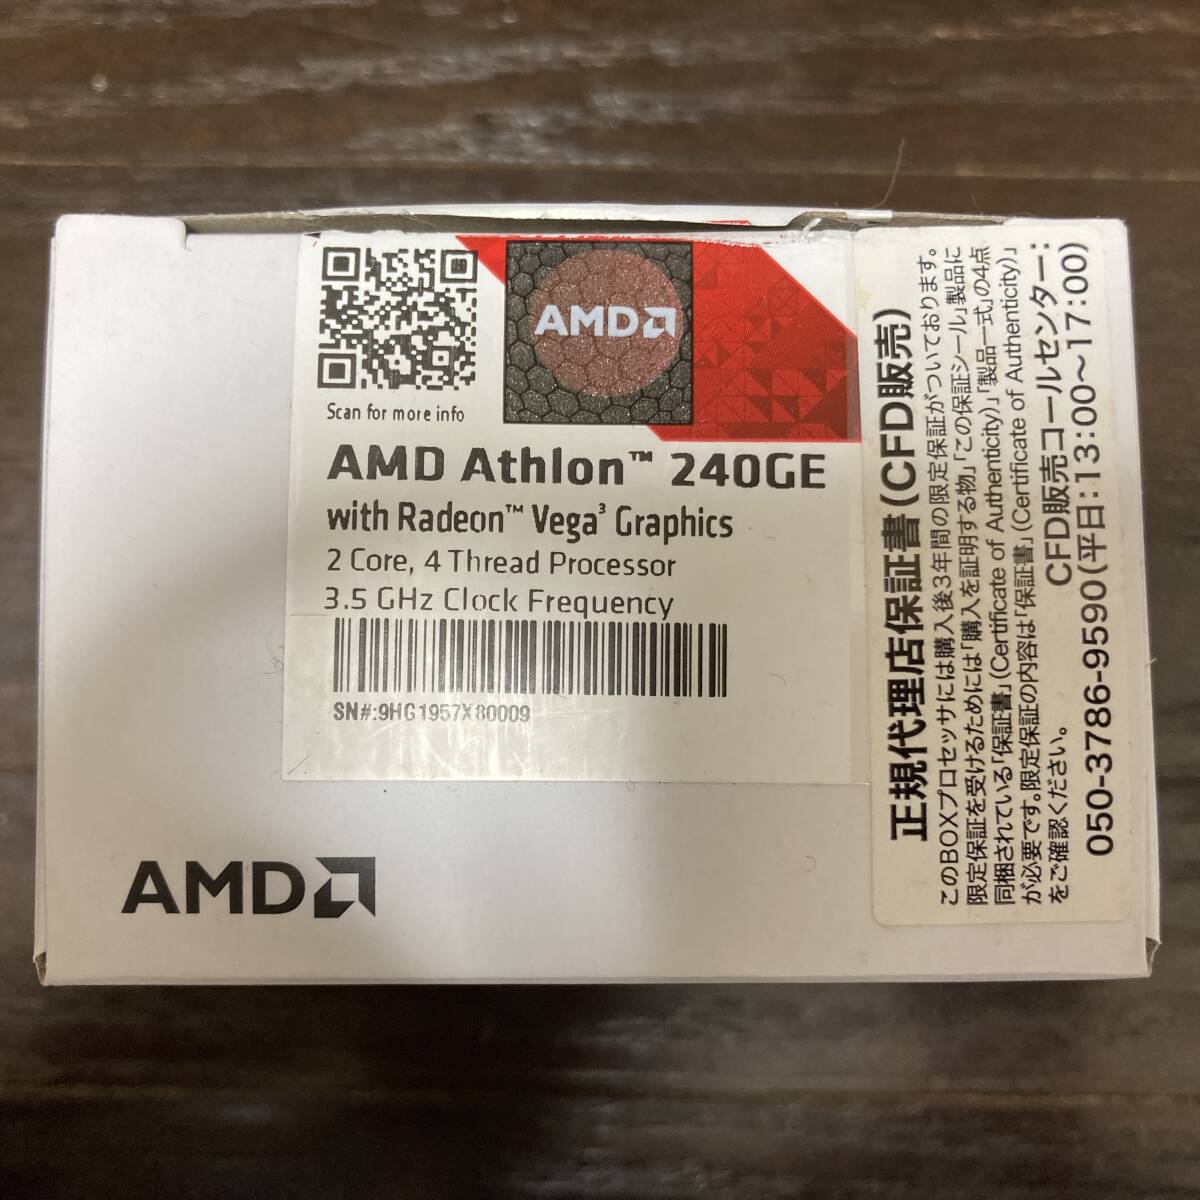 AMD
Scan for more info
AMD Athlon™ 240GE
with Radeon™ Vega³ Graphics
2 Core, 4 Thread Processor
3.5 GHz Clock Frequency
SN#:9HG1957X80009
AMD
正規代理店保証書(CFD販売)
このBOXプロセッサには購入後3年間の限定保証がついております。
限定保証を受けるためには「購入を証明する物」「この保証シール」製品に
同梱されている「保証書」(Certificate of Authenticity)」「製品一式」の4点
が必要です。限定保証の内容は「保証書」(Certificate of Authenticity)」
をご確認ください。
CFD販売コールセンター:
050-3786-9590(平日:13:00～17:00)